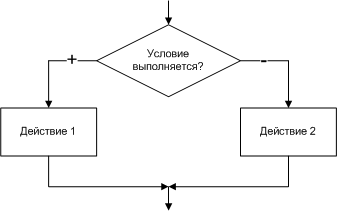 Условие
выполняется?
+
-
Действие 1
Действие 2